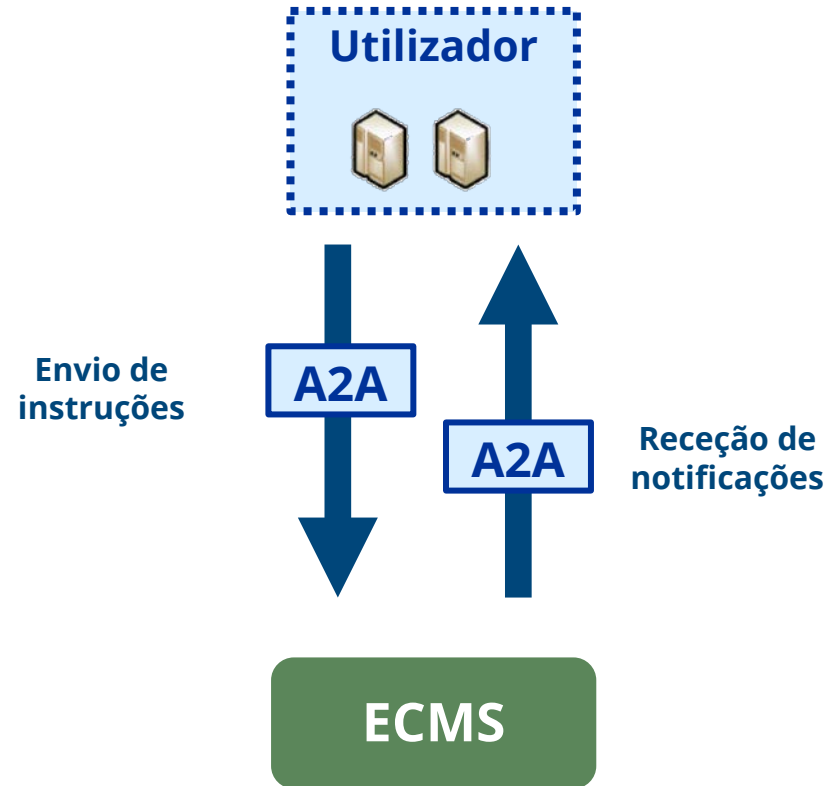 Utilizador
A2A
Envio de
instruções
A2A
Receção de
notificações
ECMS